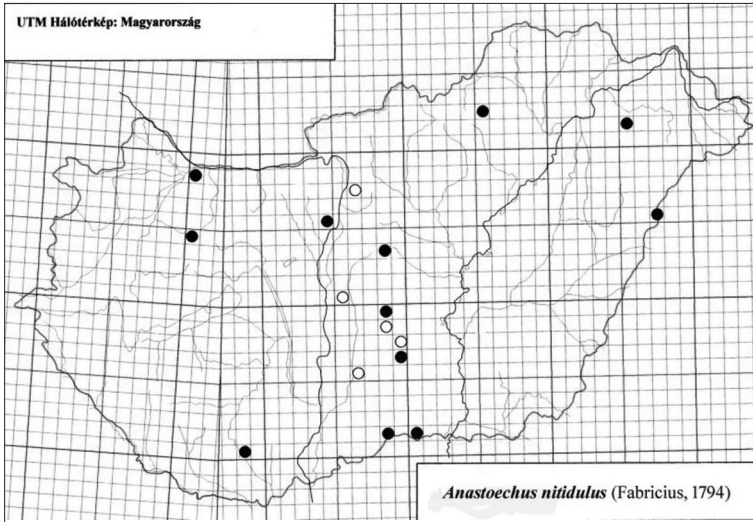 UTM Hálótérkép: Magyarország
Anastoechus nitidulus (Fabricius, 1794)